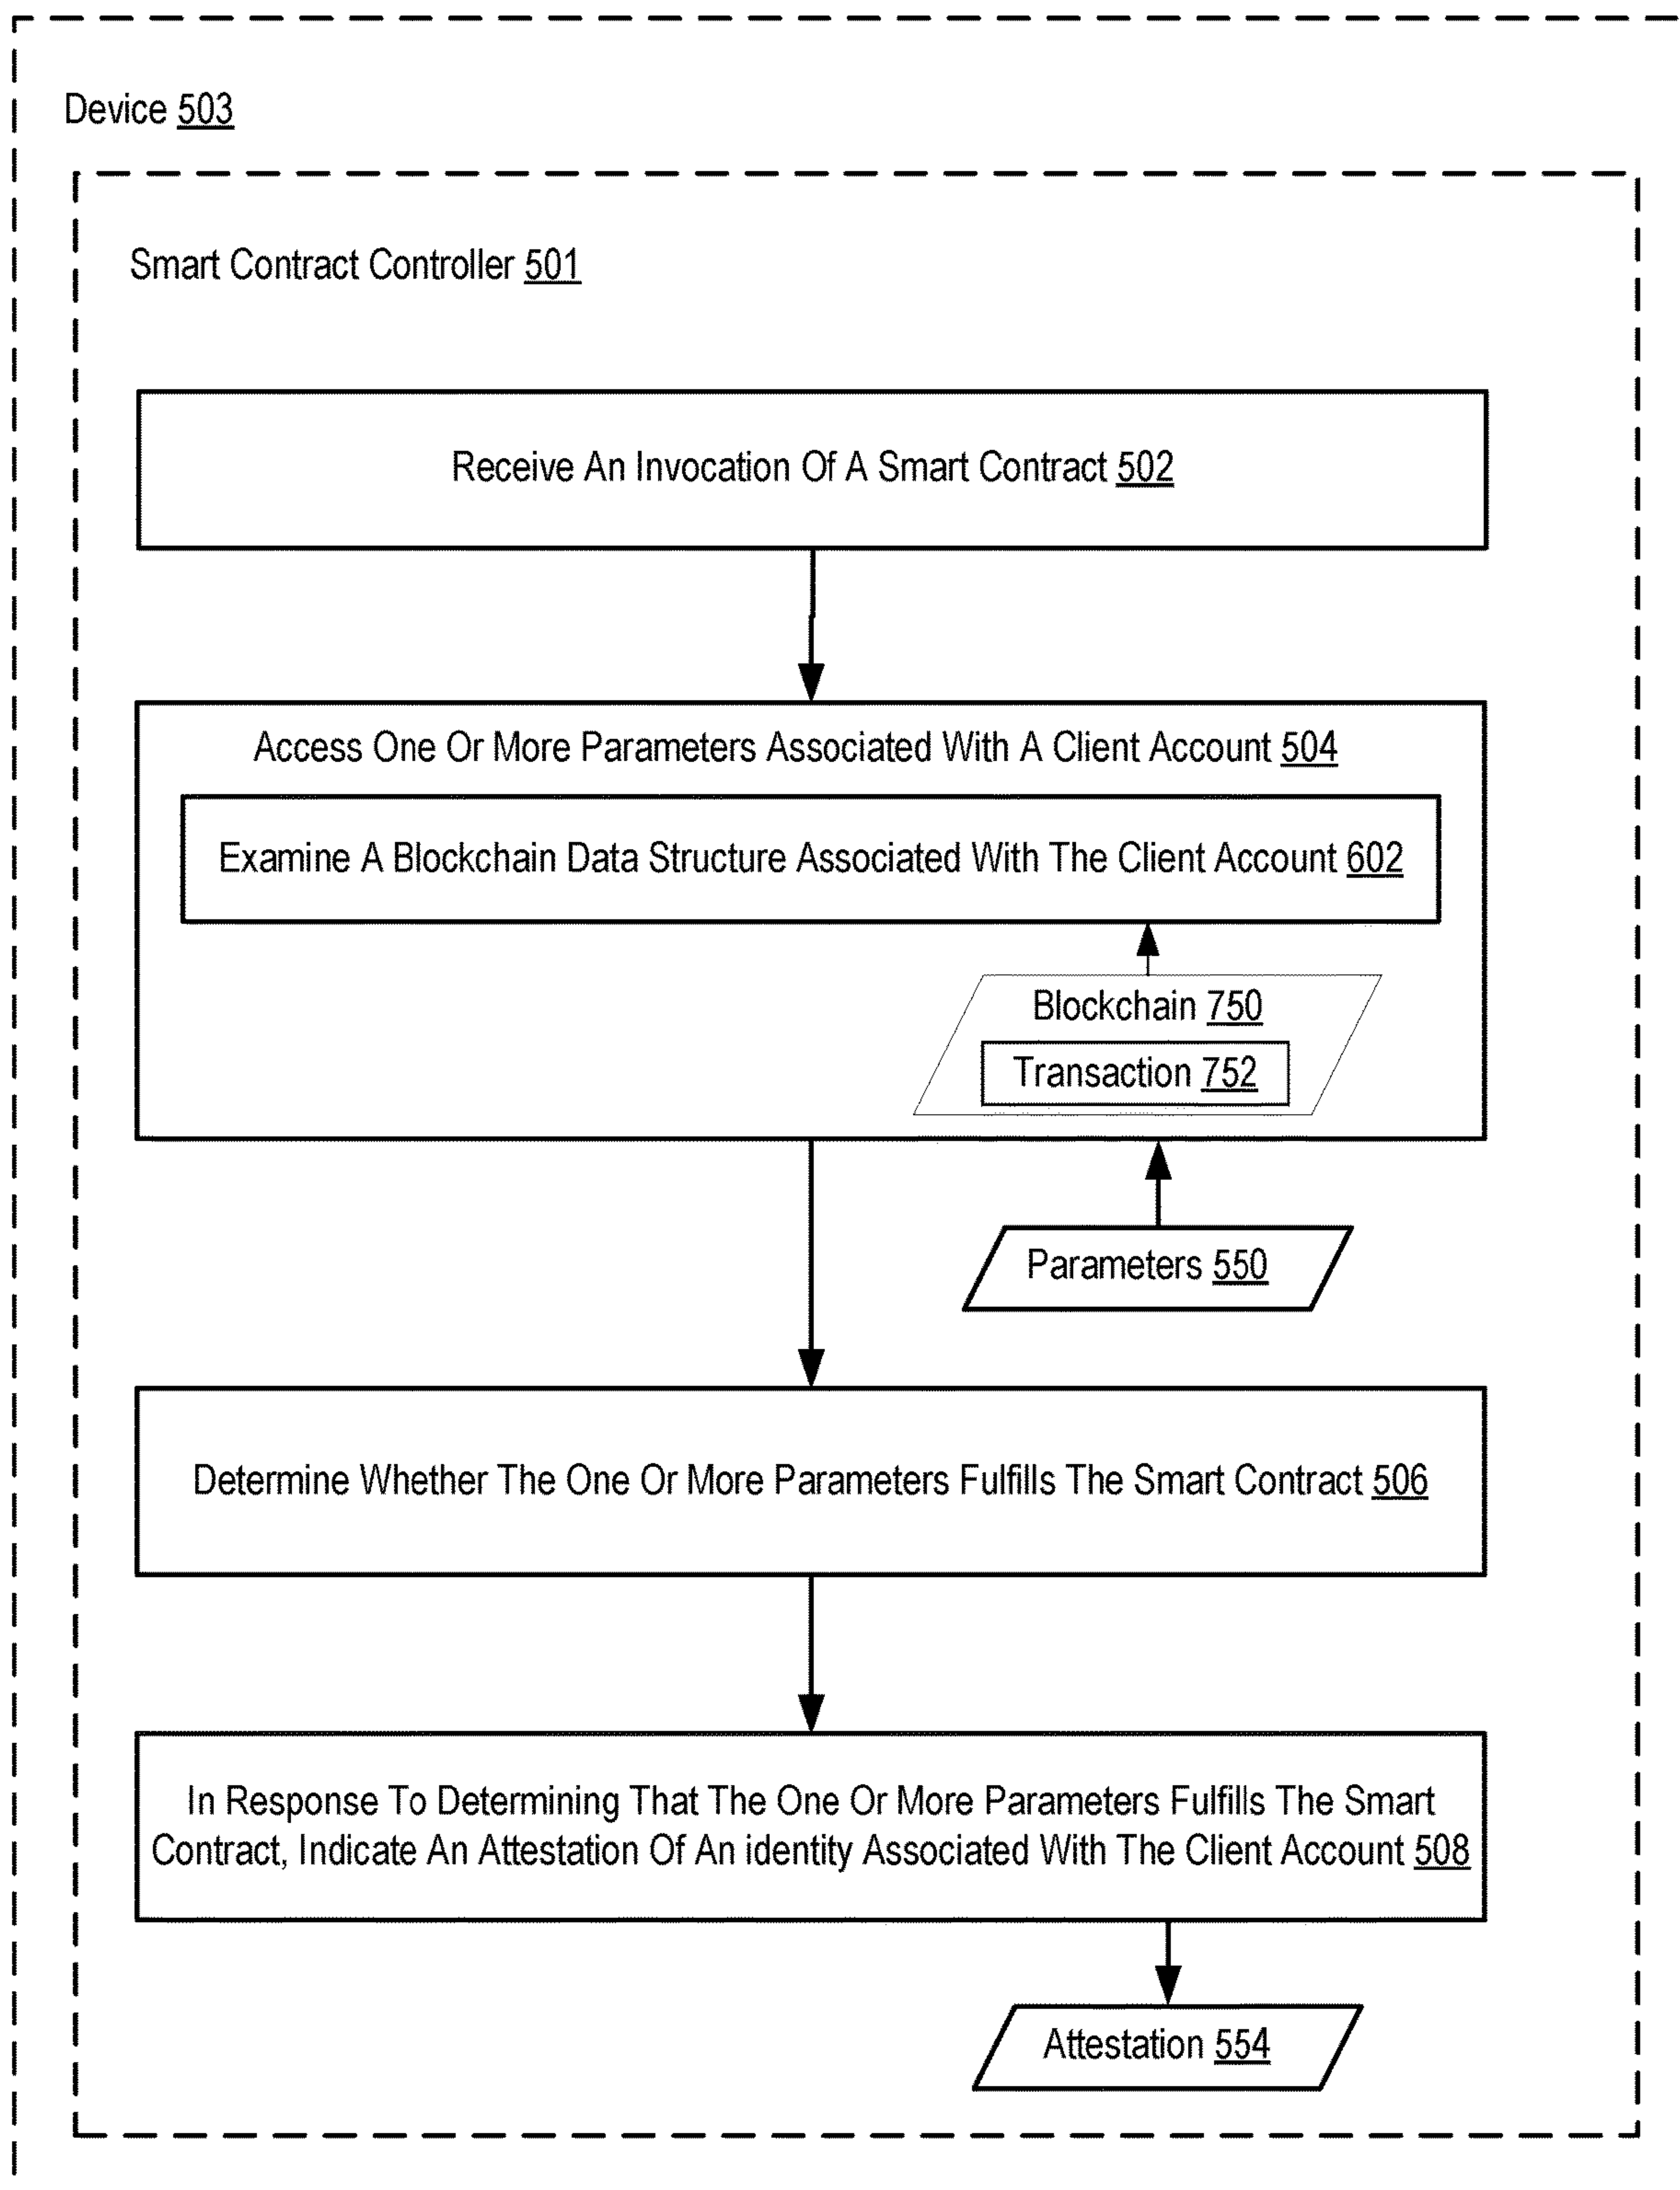 Device 503
Smart Contract Controller 501
Receive An Invocation Of A Smart Contract 502
Access One Or More Parameters Associated With A Client Account 504
Examine A Blockchain Data Structure Associated With The Client Account 602
Blockchain 750
Transaction 752
Parameters 550
Determine Whether The One Or More Parameters Fulfills The Smart Contract 506
In Response To Determining That The One Or More Parameters Fulfills The Smart
Contract, Indicate An Attestation Of An identity Associated With The Client Account 508
Attestation 554